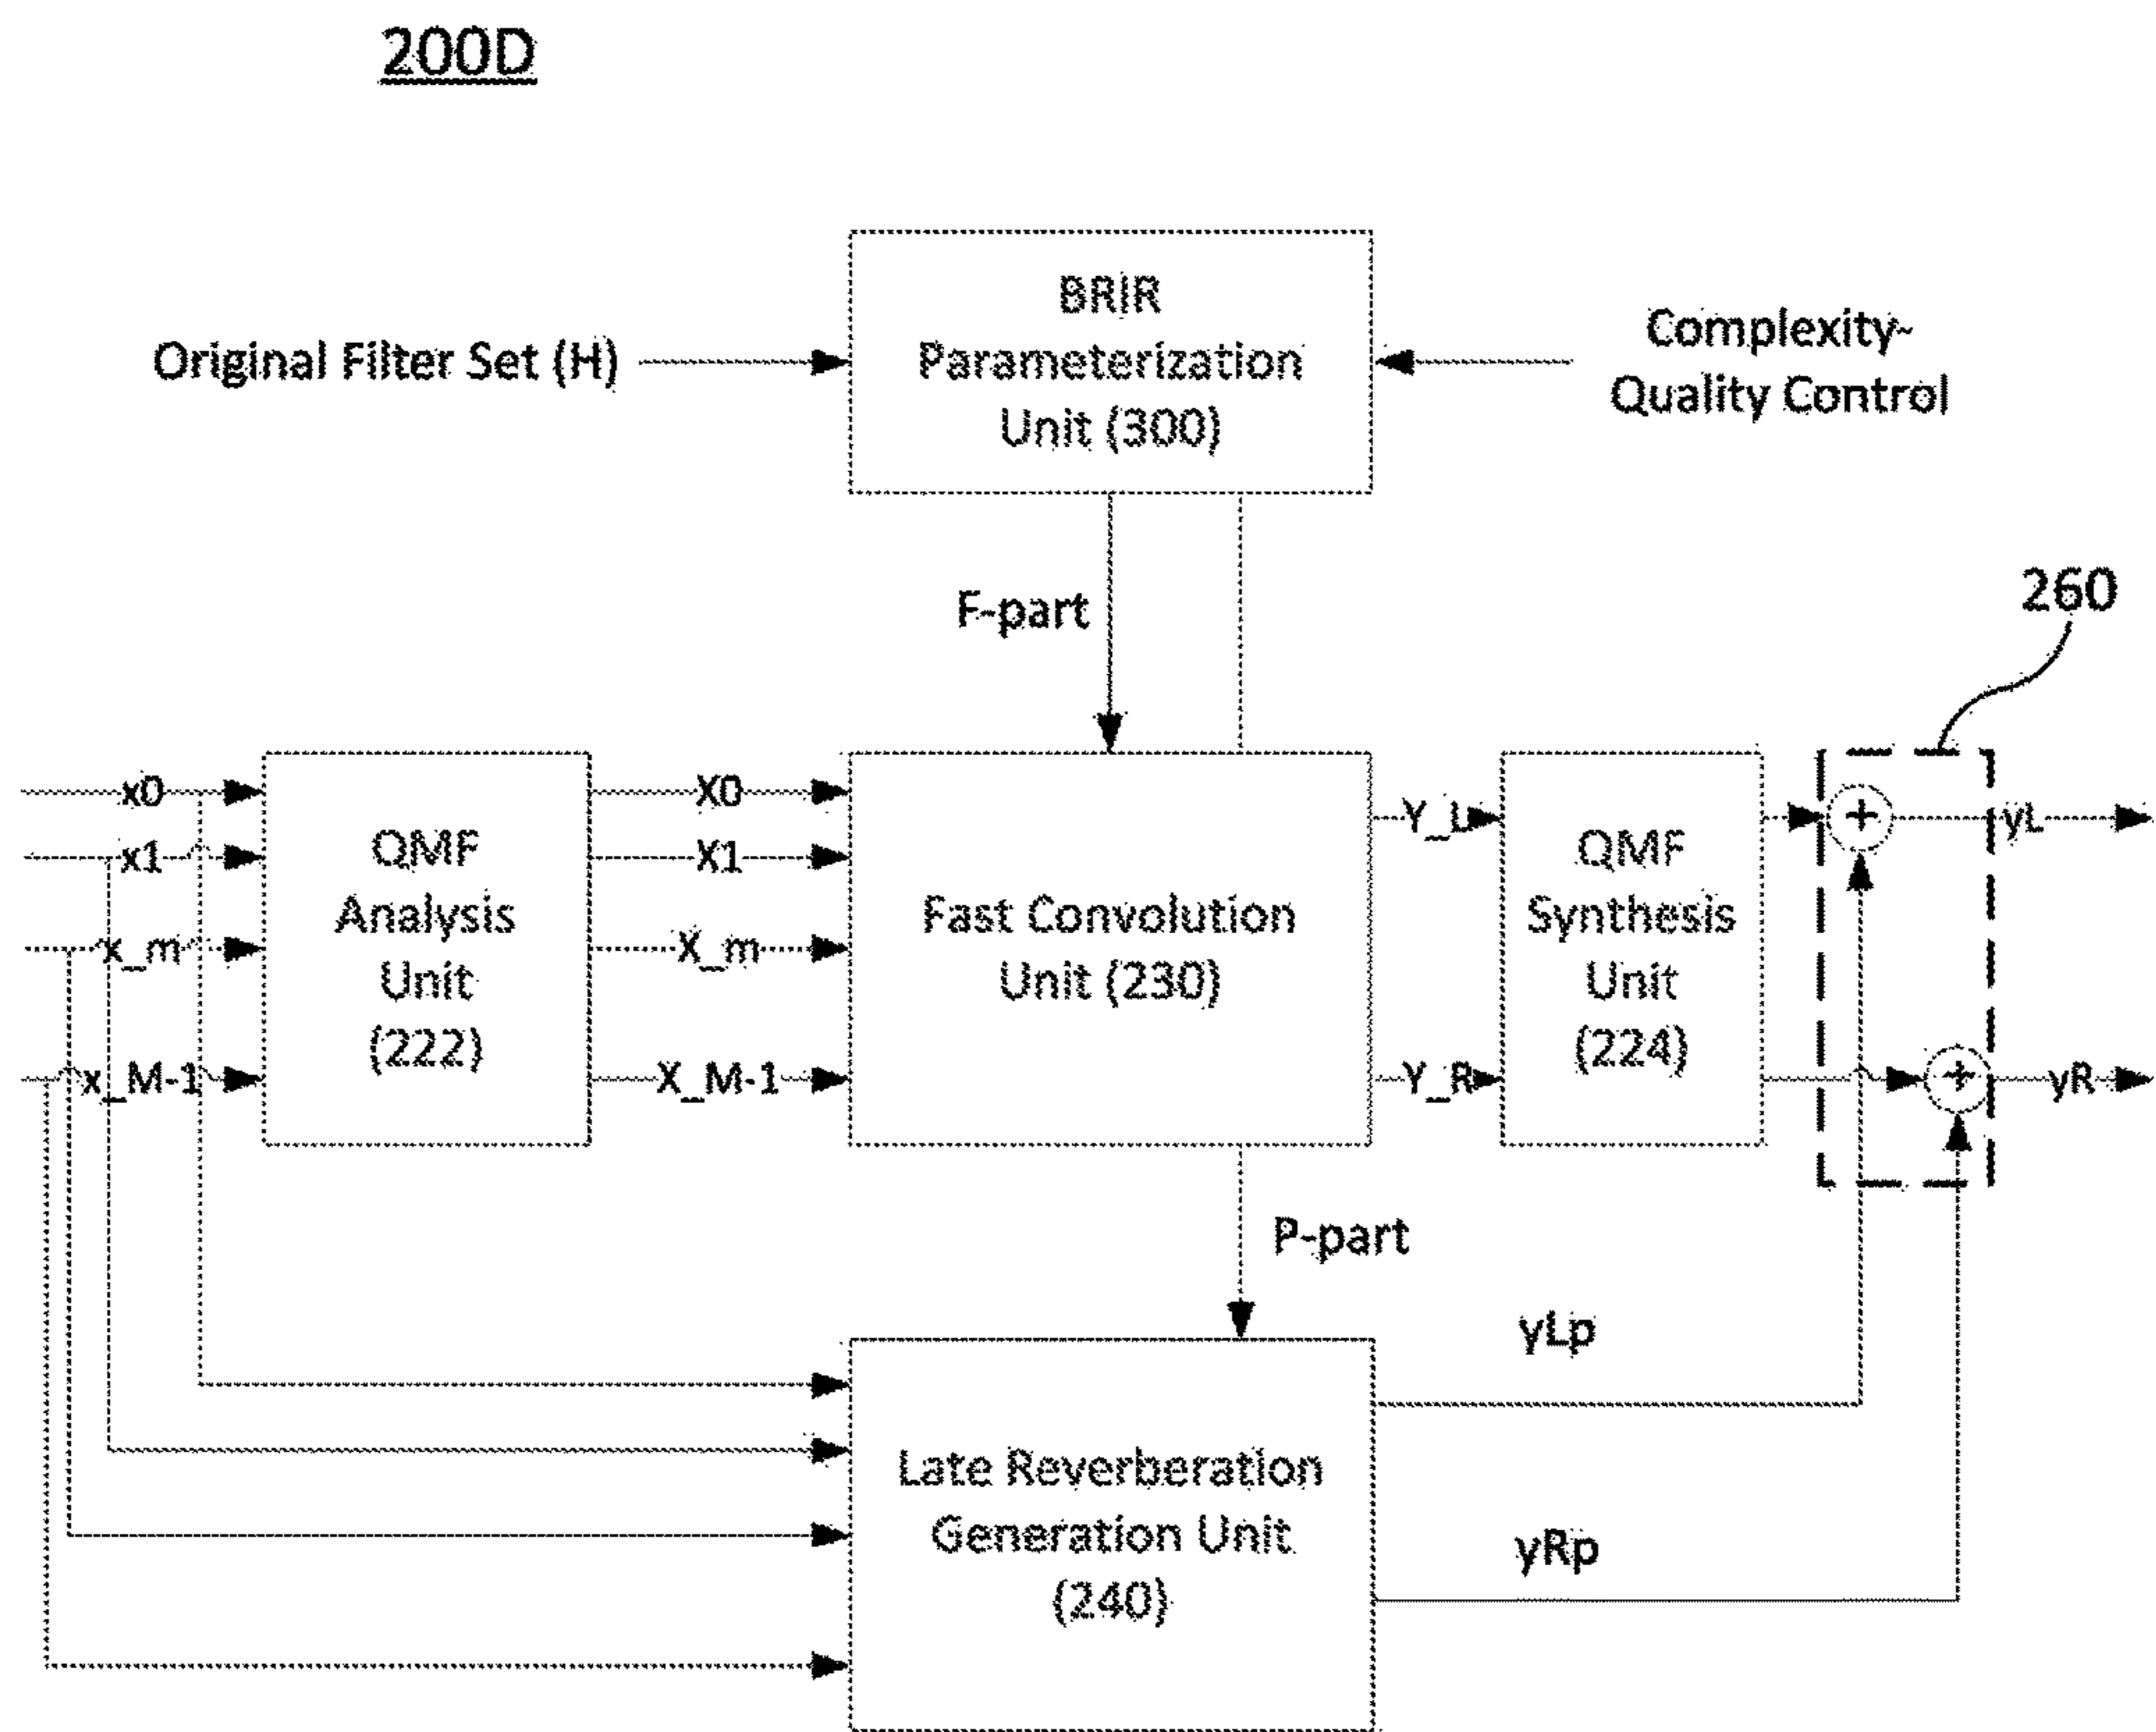 200D
BRIR
Parameterization
Unit (300)
Original Filter Set (H)
Complexity-
Quality Control
F-part
260
x0
x1
x_m
x_M-1
QMF
Analysis
Unit
(222)
X0
X1
X_m
X_M-1
Fast Convolution
Unit (230)
Y_L
Y_R
QMF
Synthesis
Unit
(224)
+
+
yL
yR
P-part
Late Reverberation
Generation Unit
(240)
yLp
yRp